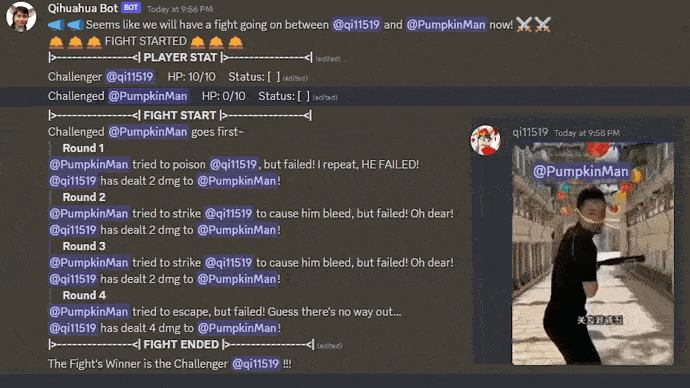 Qihuahua Bot BOT Today at 9:56 PM
📢 📢 Seems like we will have a fight going on between @qi11519 and @PumpkinMan now! ⚔️ ⚔️
🛎️ 🛎️ 🛎️ FIGHT STARTED 🛎️ 🛎️ 🛎️
|>---------------<| PLAYER STAT |>---------------<| (edited)
Challenger @qi11519 HP: 10/10 Status: [ ] (edited)
Challenged @PumpkinMan HP: 0/10 Status: [ ] (edited)
|>---------------<| FIGHT START |>---------------<|
Challenged @PumpkinMan goes first~
Round 1
@PumpkinMan tried to poison @qi11519, but failed! I repeat, HE FAILED!
@qi11519 has dealt 2 dmg to @PumpkinMan!
Round 2
@PumpkinMan tried to strike @qi11519 to cause him bleed, but failed! Oh dear!
@qi11519 has dealt 2 dmg to @PumpkinMan!
Round 3
@PumpkinMan tried to strike @qi11519 to cause him bleed, but failed! Oh dear!
@qi11519 has dealt 2 dmg to @PumpkinMan!
Round 4
@PumpkinMan tried to escape, but failed! Guess there's no way out...
@qi11519 has dealt 4 dmg to @PumpkinMan!
|>---------------<| FIGHT ENDED |>---------------<| (edited)
The Fight's Winner is the Challenger @qi11519 !!!
qi11519 Today at 9:58 PM
@PumpkinMan